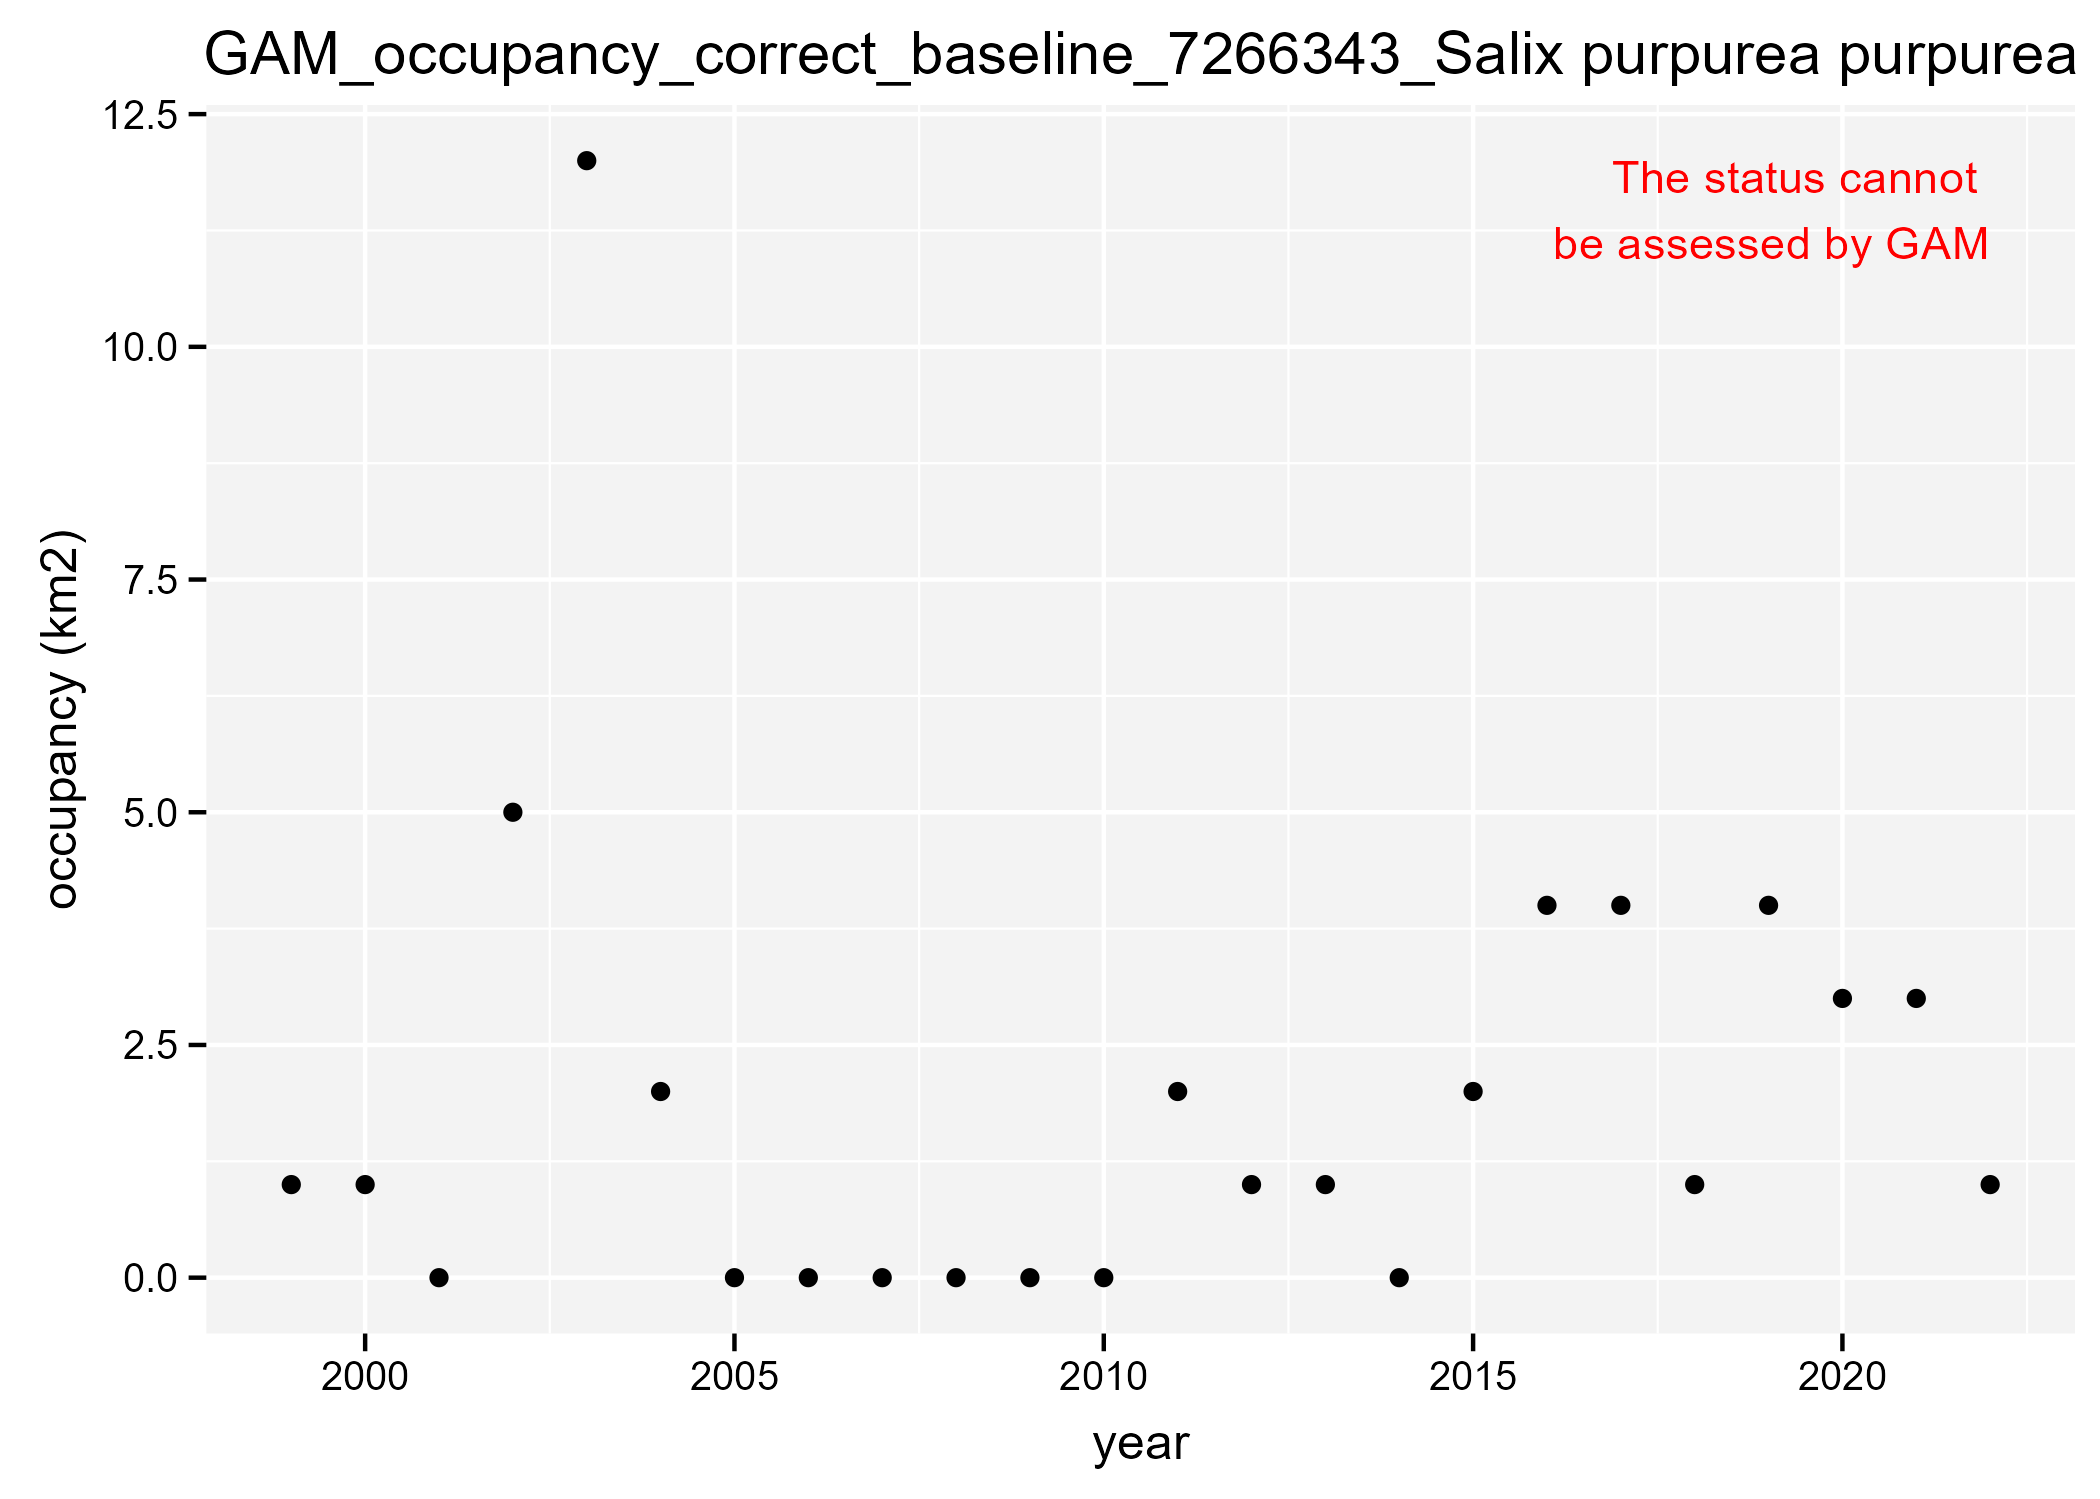 GAM_occupancy_correct_baseline_7266343_Salix purpurea purpurea
12.5
The status cannot
be assessed by GAM
10.0
7.5
occupancy (km2)
5.0
2.5
0.0
2000 2005 2010 2015 2020
year